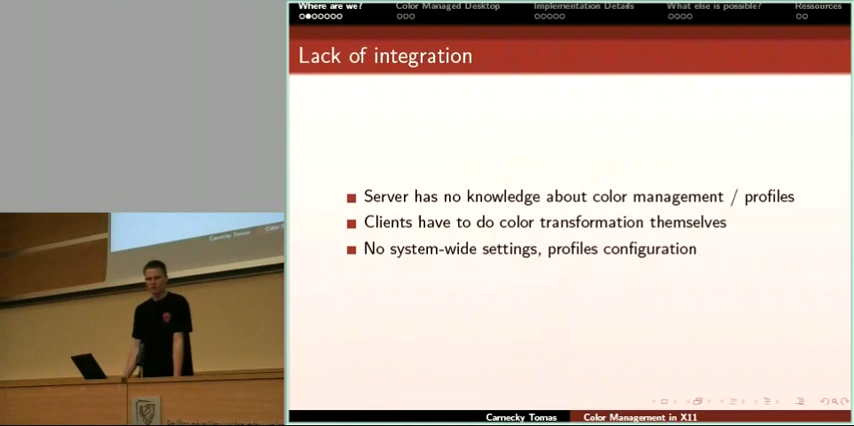 Where are we? Color Managed Desktop Implementation Details What else is possible? Ressources
Lack of integration
Server has no knowledge about color management / profiles
Clients have to do color transformation themselves
No system-wide settings, profiles configuration
Carnecky Tomas Color Management in X11
Carnecky Tomas